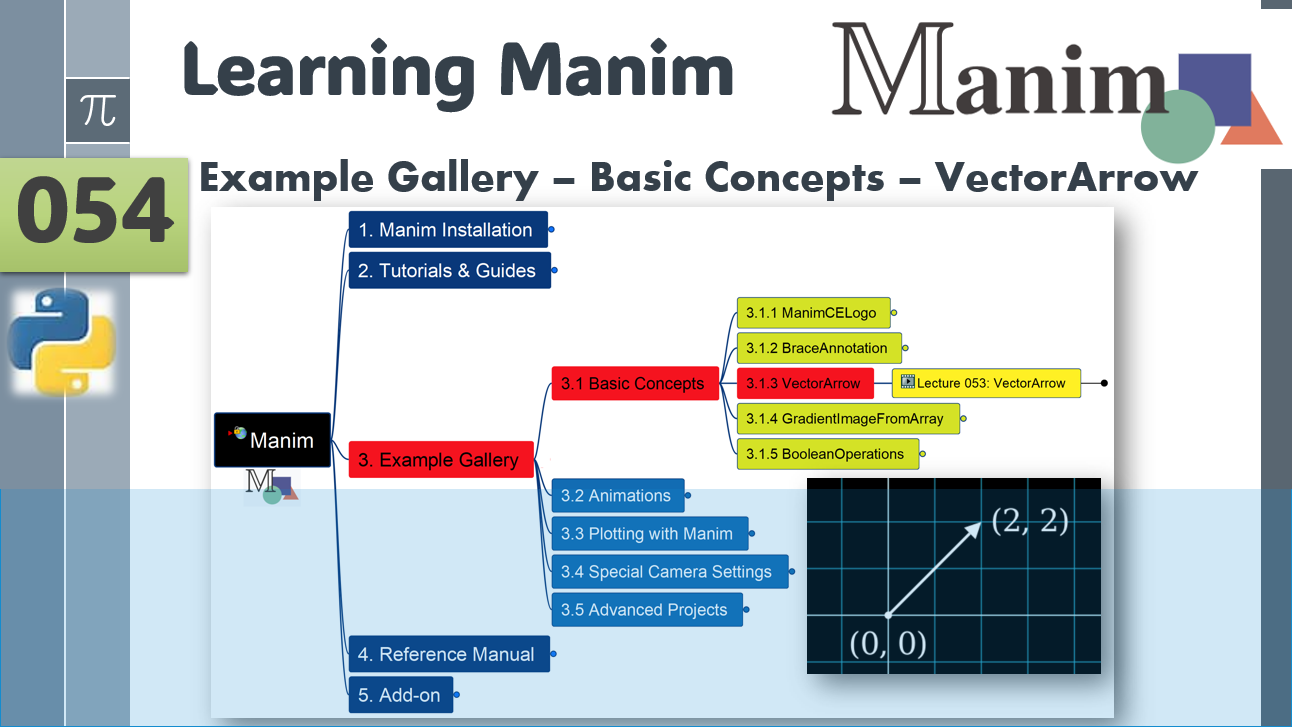 Learning Manim
Manim
π
054
Example Gallery – Basic Concepts – VectorArrow
1. Manim Installation
2. Tutorials & Guides
3.1.1 ManimCELogo
3.1.2 BraceAnnotation
3.1 Basic Concepts
3.1.3 VectorArrow
Lecture 053: VectorArrow
3.1.4 GradientImageFromArray
3.1.5 BooleanOperations
Manim
M
3. Example Gallery
3.2 Animations
3.3 Plotting with Manim
3.4 Special Camera Settings
3.5 Advanced Projects
(2, 2)
(0, 0)
4. Reference Manual
5. Add-on